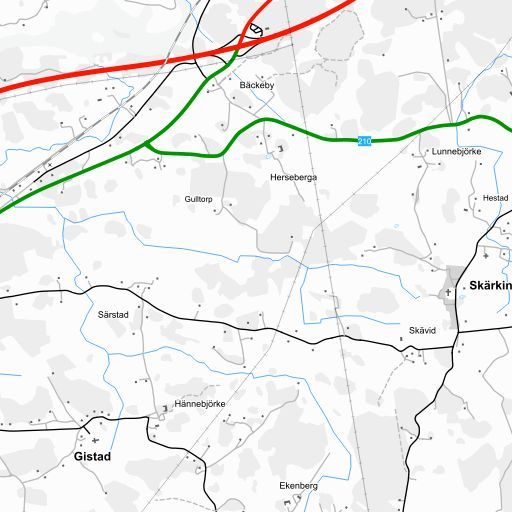 Bäckeby
210
Lunnebjörke
Herseberga
Gulltorp
Hestad
Skärkin
Särstad
Skävid
Hännebjörke
Gistad
Ekenberg